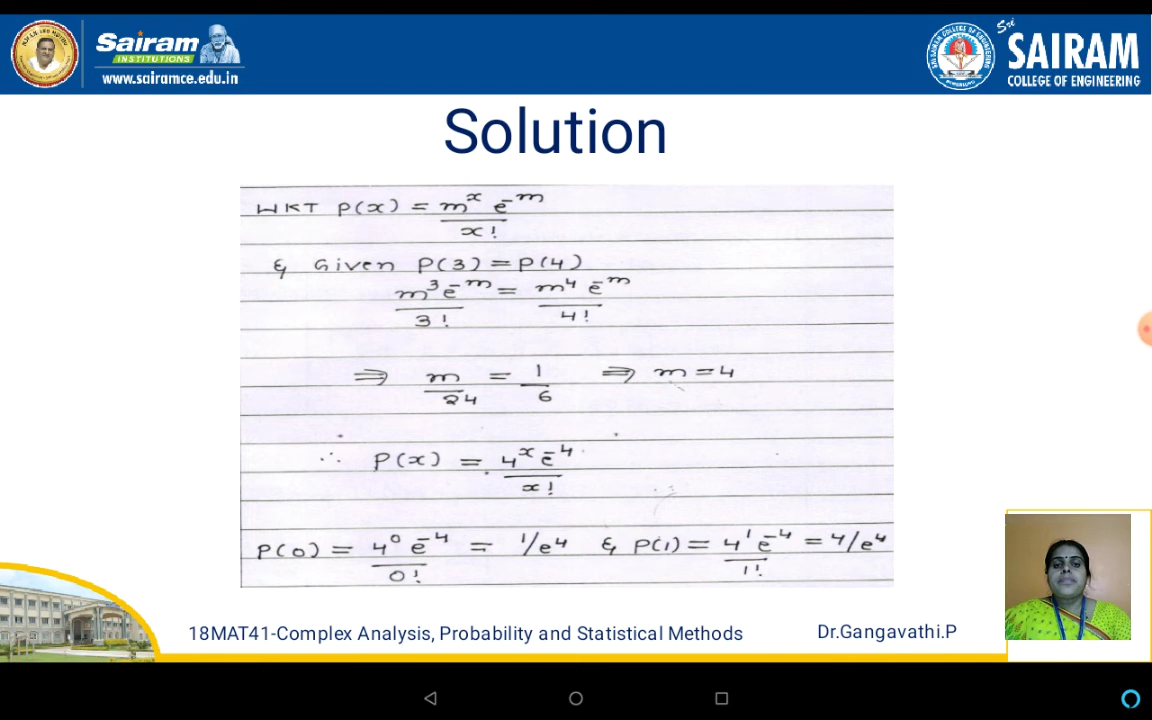 Sairam
INSTITUTIONS
www.sairamce.edu.in
Sri
SAIRAM
COLLEGE OF ENGINEERING
Solution
WKT P(x) = m^x e^-m / x!
& Given P(3) = P(4)
m^3 e^-m / 3! = m^4 e^-m / 4!
⇒ m/24 = 1/6 ⇒ m = 4
∴ P(x) = 4^x e^-4 / x!
P(0) = 4^0 e^-4 / 0! = 1/e^4 & P(1) = 4^1 e^-4 / 1! = 4/e^4
18MAT41-Complex Analysis, Probability and Statistical Methods
Dr.Gangavathi.P